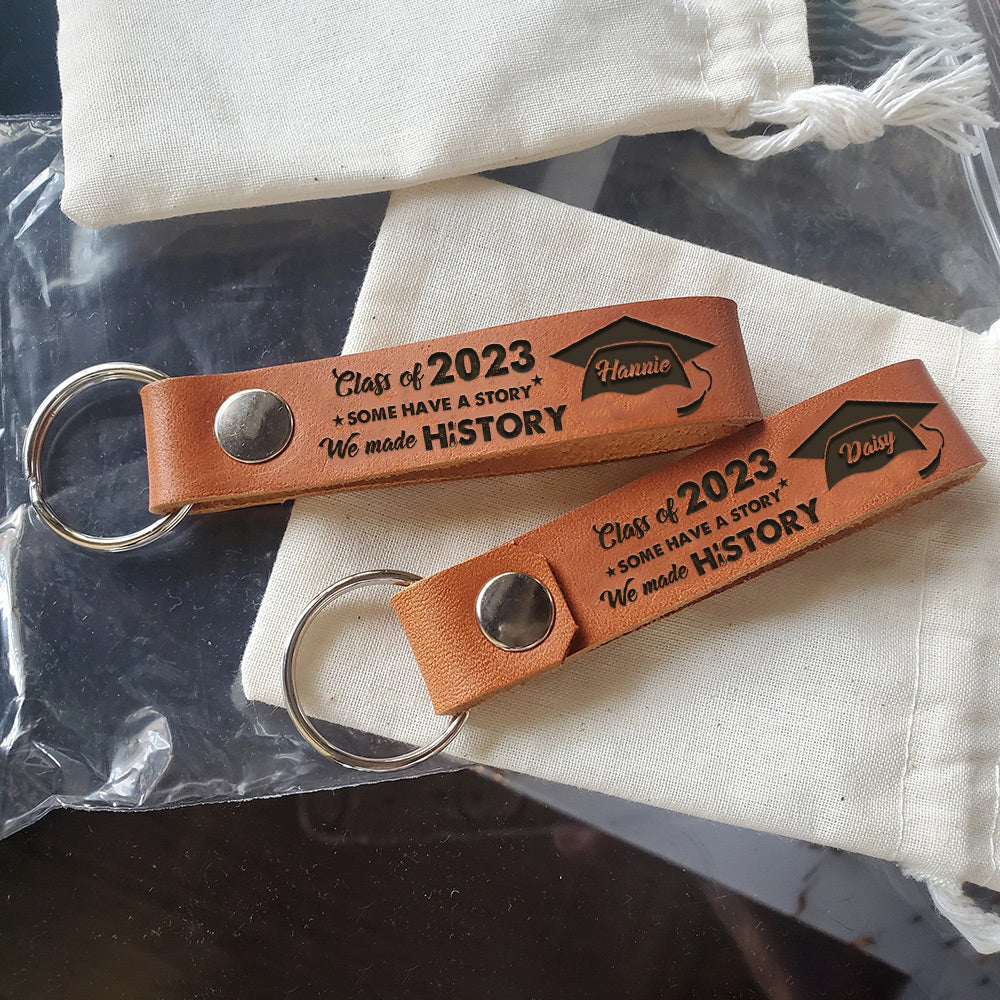 Class of 2023
★SOME HAVE A STORY★
We made HISTORY
Hannie
Class of 2023
★SOME HAVE A STORY★
We made HISTORY
Daisy